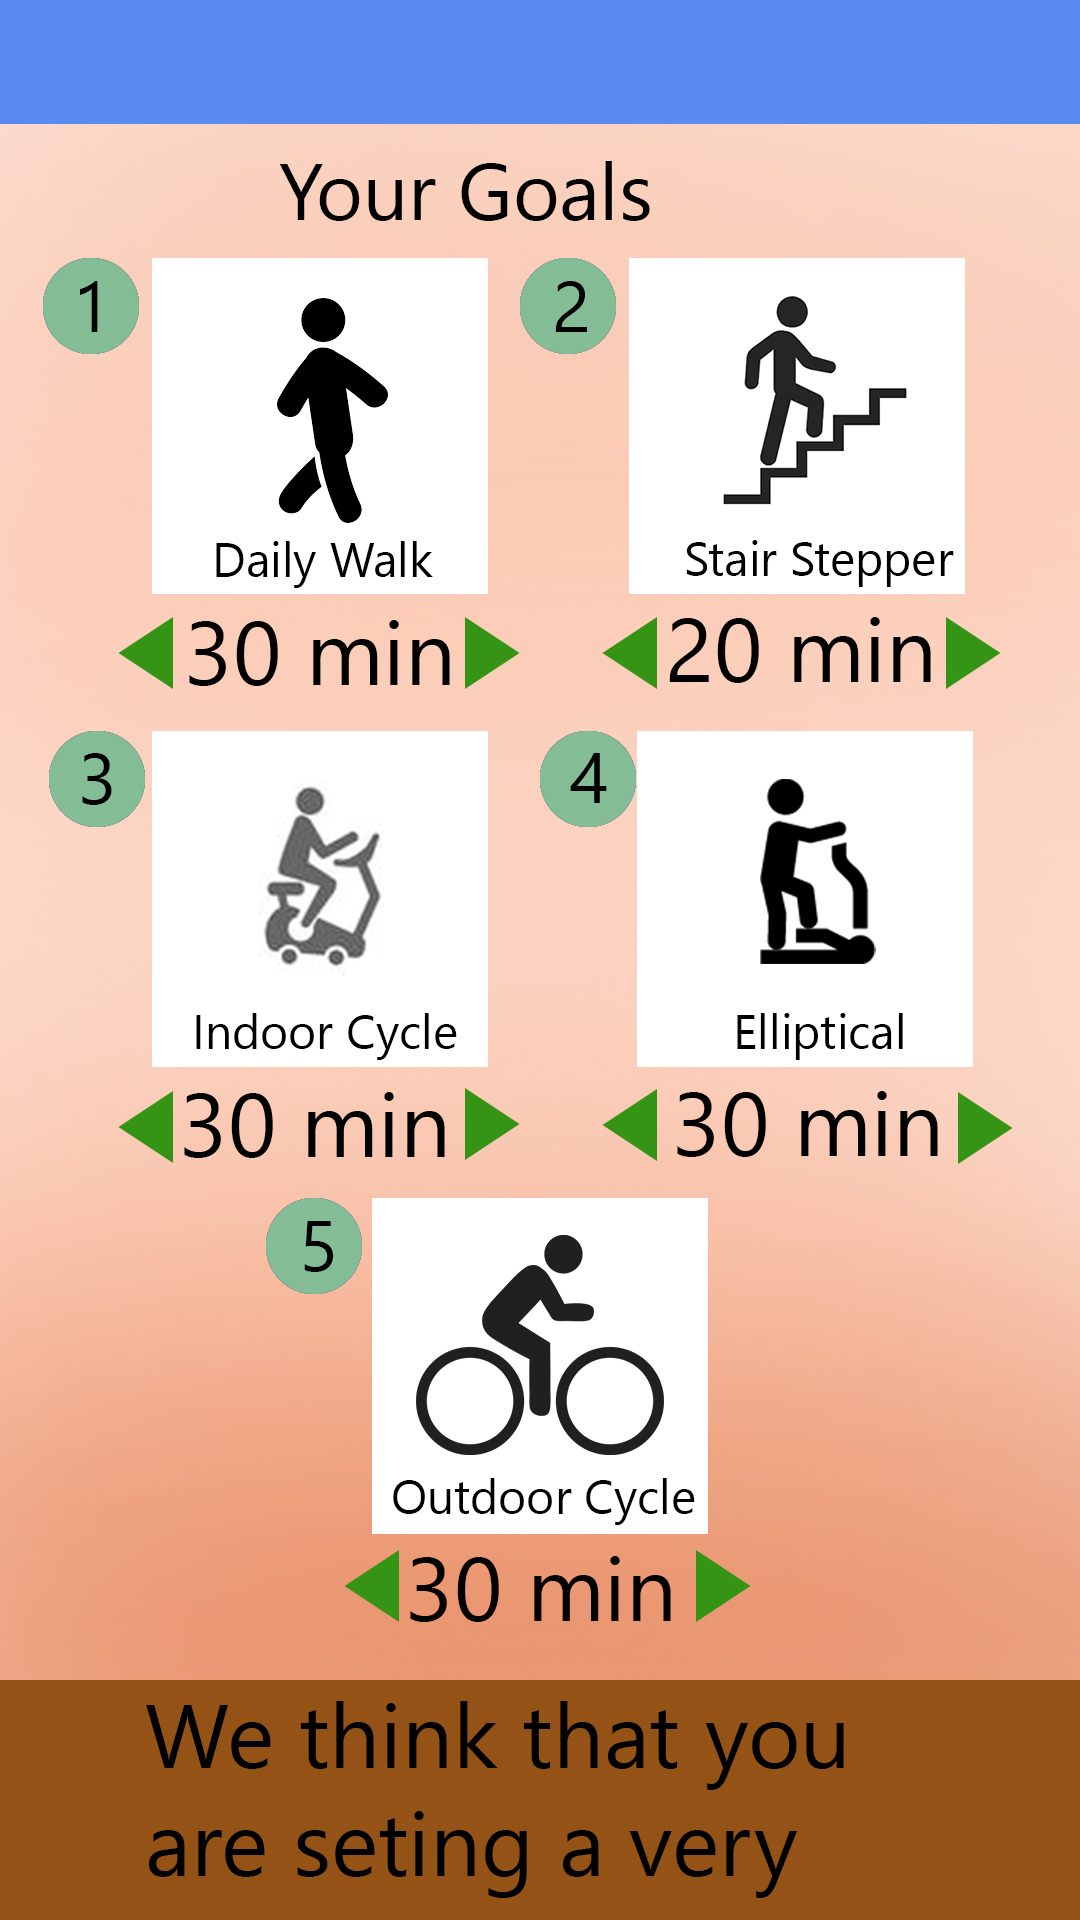 Your Goals
1
2
Daily Walk
Stair Stepper
30 min
20 min
3
4
Indoor Cycle
Elliptical
30 min
30 min
5
Outdoor Cycle
30 min
We think that you
are seting a very